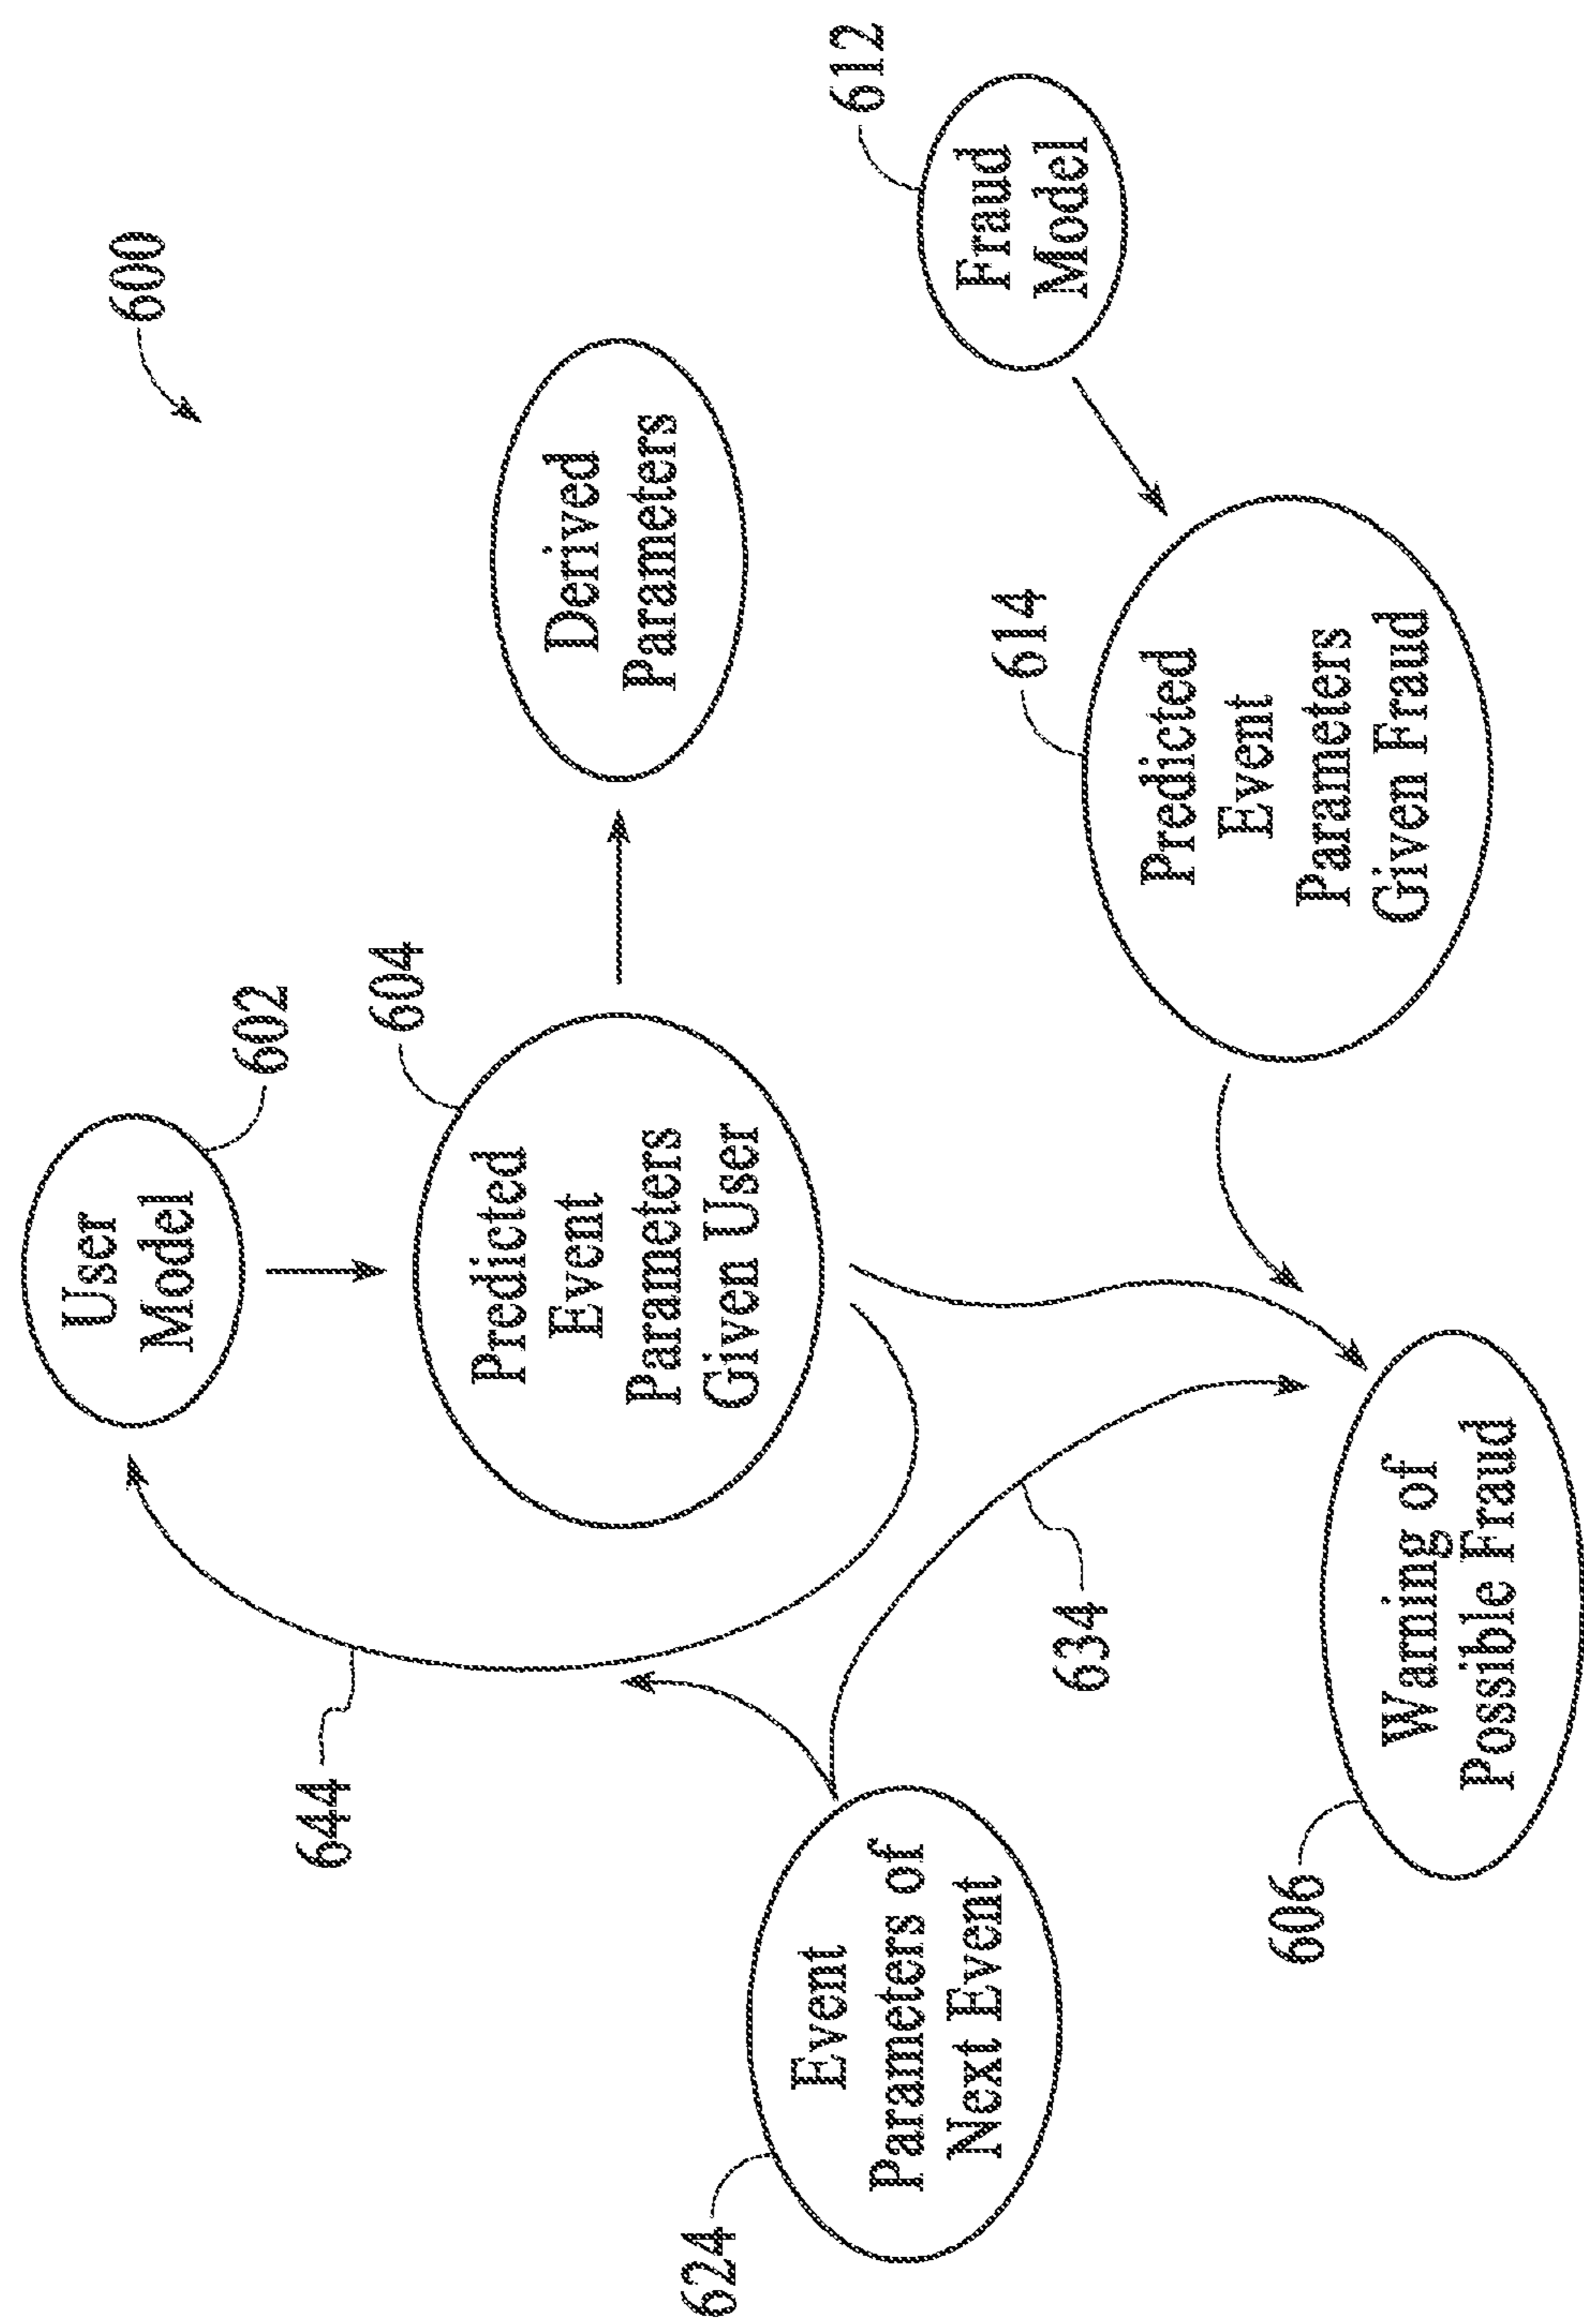 600
User
Model
602
Predicted
Event
Parameters
Given User
604
Derived
Parameters
644
624
Event
Parameters of
Next Event
634
Fraud
Model
612
Predicted
Event
Parameters
Given Fraud
614
606
Warning of
Possible Fraud